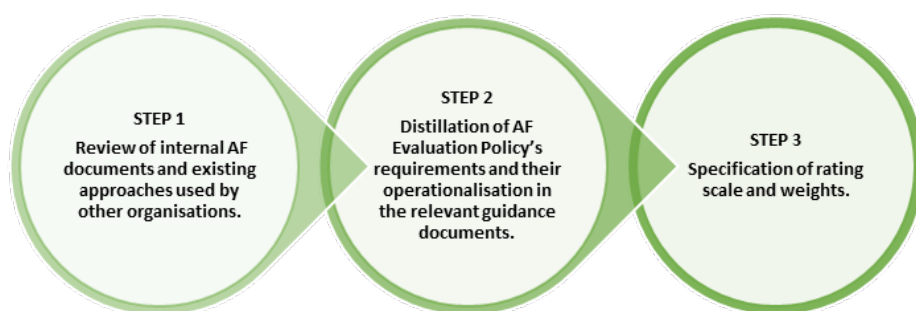 STEP 1
Review of internal AF
documents and existing
approaches used by
other organisations.
STEP 2
Distillation of AF
Evaluation Policy's
requirements and their
operationalisation in
the relevant guidance
documents.
STEP 3
Specification of rating
scale and weights.